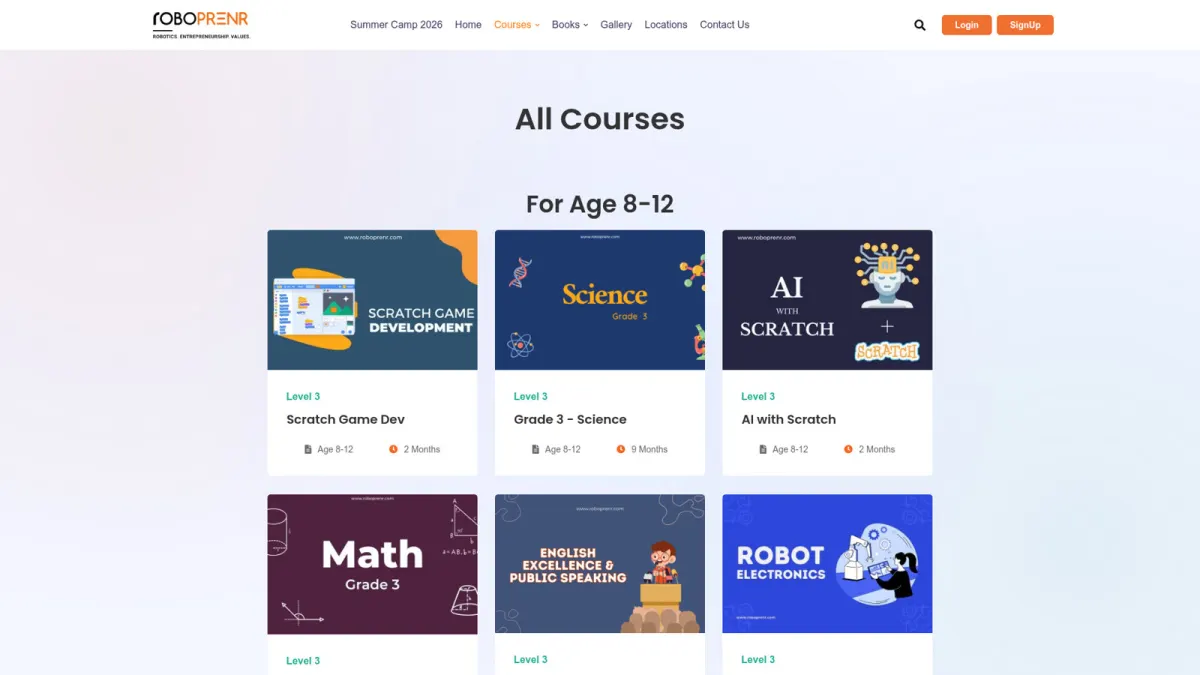 ROBOPRENR
ROBOTICS. ENTREPRENEURSHIP. VALUES.
Summer Camp 2026 Home Courses Books Gallery Locations Contact Us
Login SignUp
All Courses
For Age 8-12
www.roboprenr.com
SCRATCH GAME
DEVELOPMENT
Level 3
Scratch Game Dev
Age 8-12 2 Months
www.roboprenr.com
Science
Grade 3
Level 3
Grade 3 - Science
Age 8-12 9 Months
www.roboprenr.com
AI
WITH
SCRATCH
AI
+
SCRATCH
Level 3
AI with Scratch
Age 8-12 2 Months
www.roboprenr.com
Math
Grade 3
A
Level 3
www.roboprenr.com
ENGLISH
EXCELLENCE &
PUBLIC SPEAKING
Level 3
ROBOT
ELECTRONICS
www.roboprenr.com
Level 3